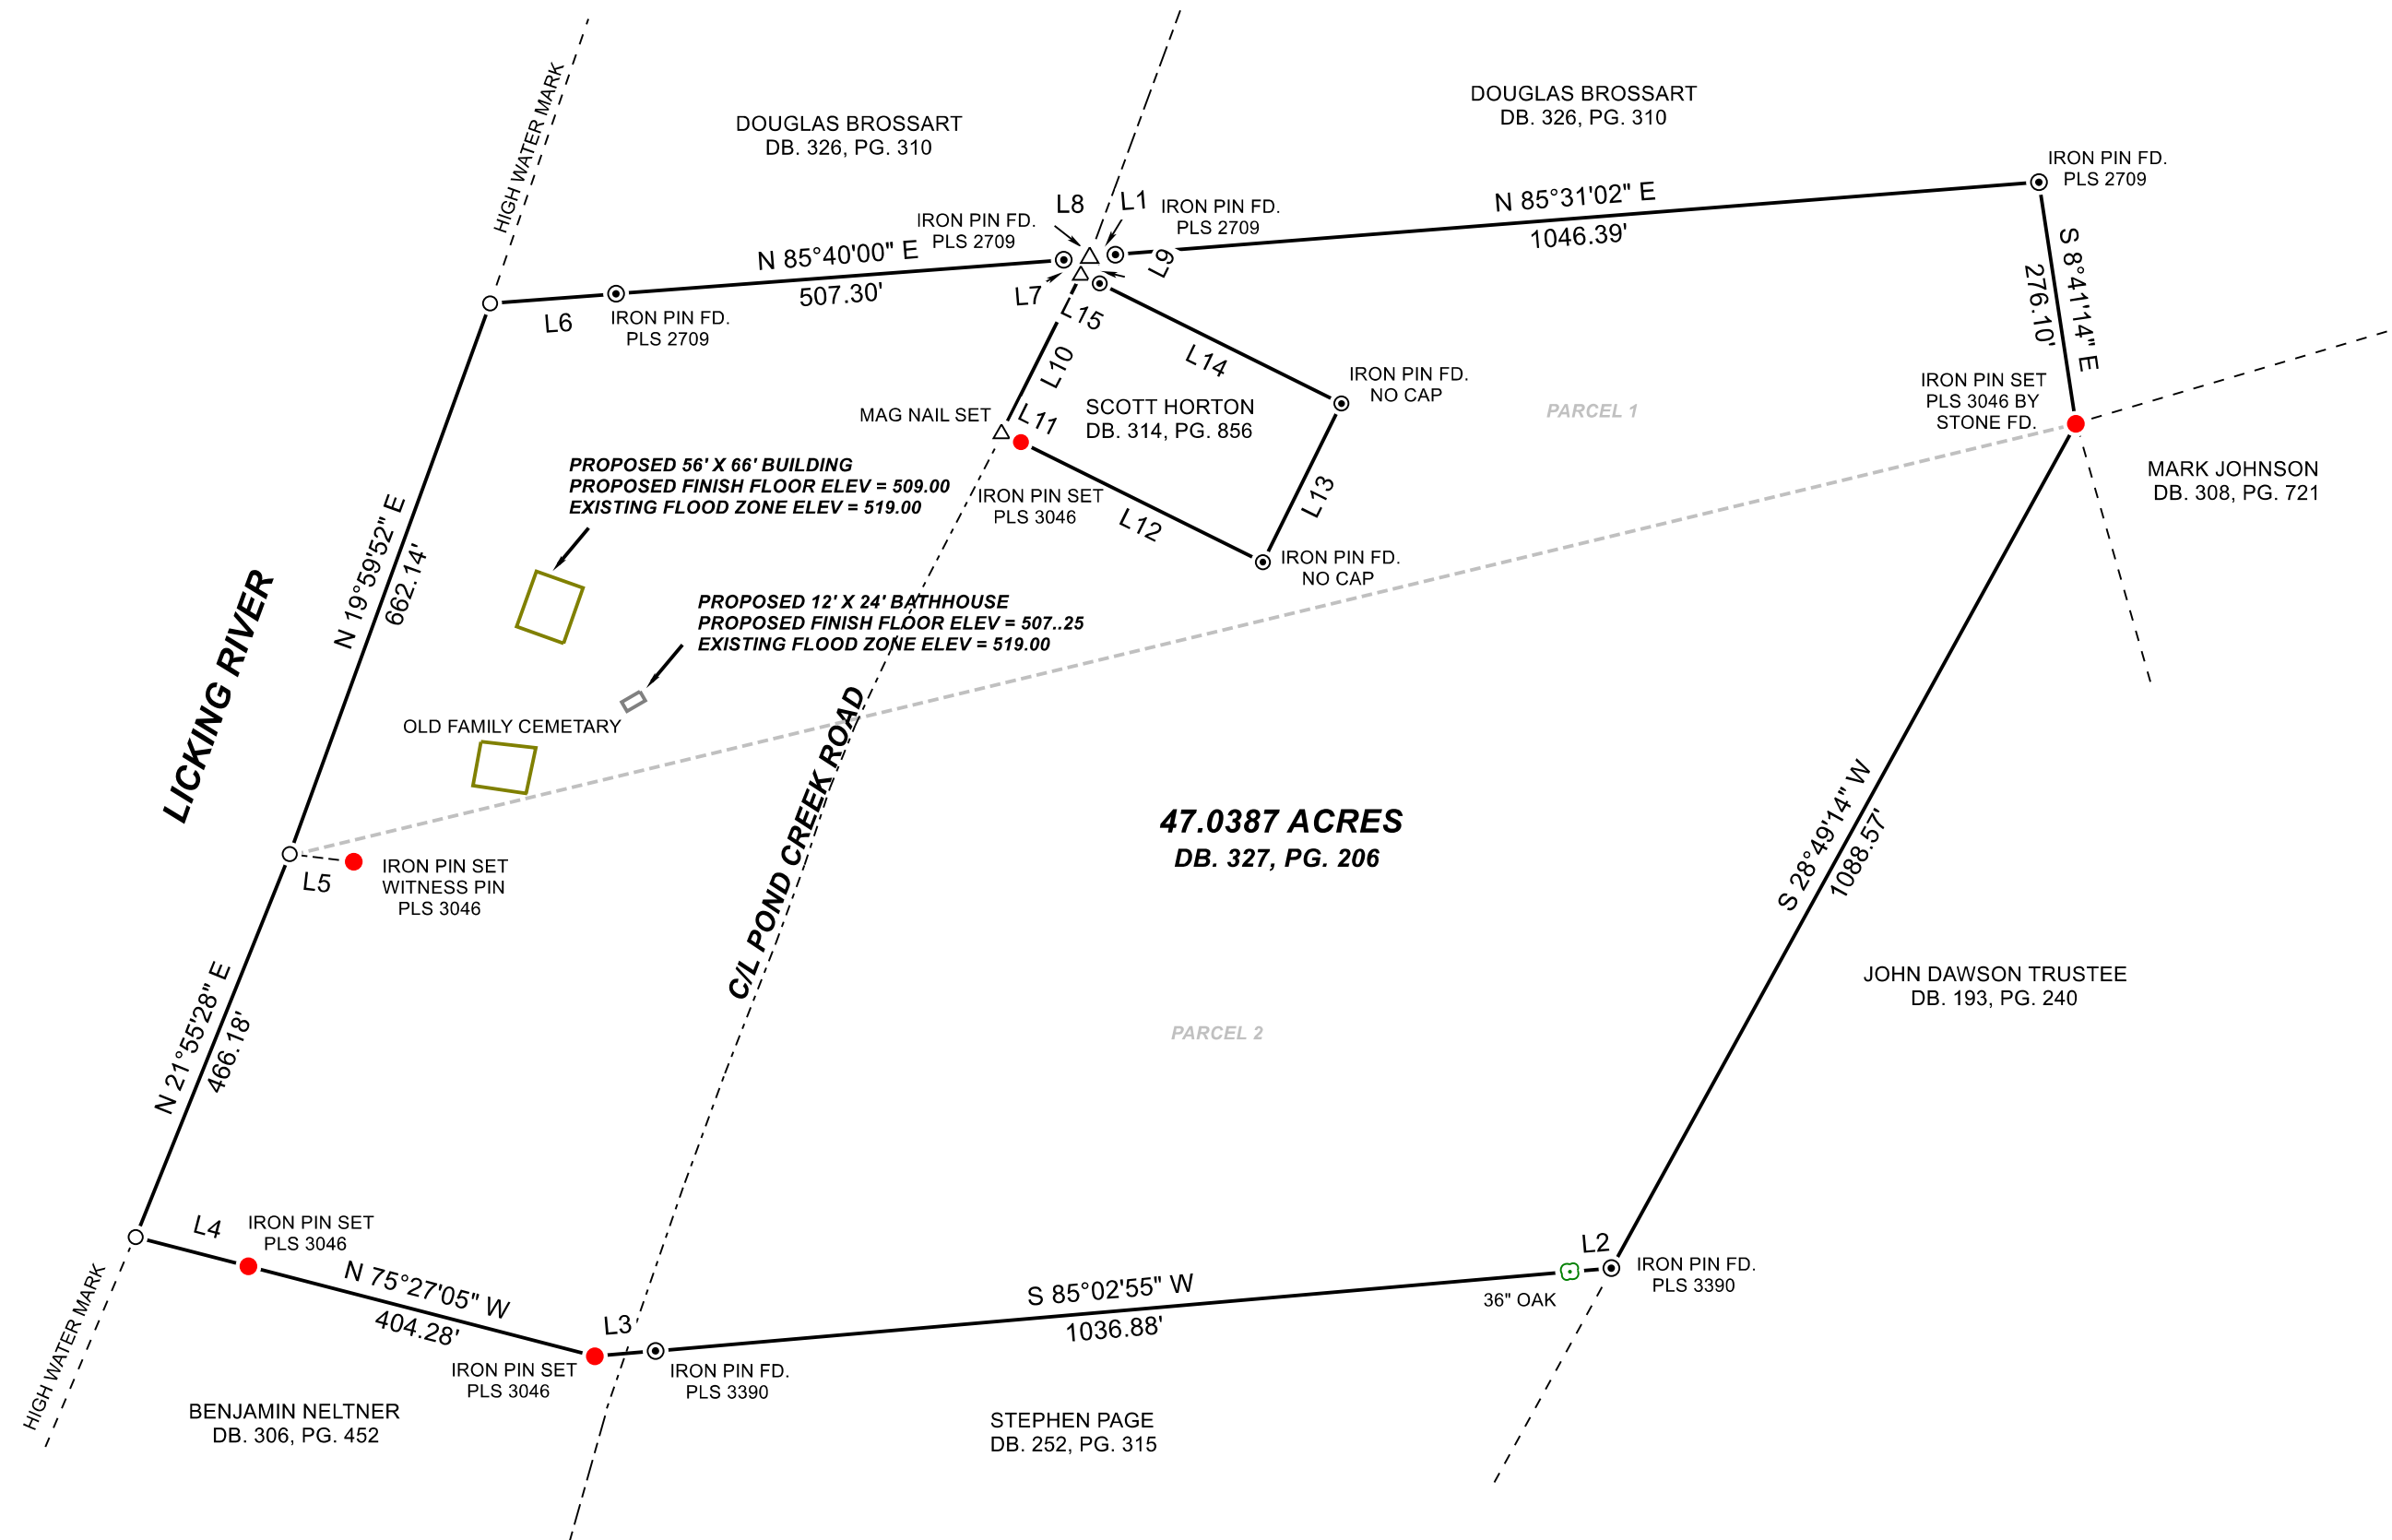 HIGH WATER MARK
DOUGLAS BROSSART
DB. 326, PG. 310
DOUGLAS BROSSART
DB. 326, PG. 310
IRON PIN FD.
PLS 2709
L8
L1
IRON PIN FD.
PLS 2709
IRON PIN FD.
PLS 2709
N 85°31'02" E
1046.39'
N 85°40'00" E
507.30'
L9
L7
L15
L6
IRON PIN FD.
PLS 2709
S 8°41'14" E
276.10'
L10
L14
IRON PIN FD.
NO CAP
IRON PIN SET
PLS 3046 BY
STONE FD.
MAG NAIL SET
L11
SCOTT HORTON
DB. 314, PG. 856
PARCEL 1
MARK JOHNSON
DB. 308, PG. 721
PROPOSED 56' X 66' BUILDING
PROPOSED FINISH FLOOR ELEV = 509.00
EXISTING FLOOD ZONE ELEV = 519.00
IRON PIN SET
PLS 3046
L12
L13
IRON PIN FD.
NO CAP
N 19°59'52" E
662.14'
PROPOSED 12' X 24' BATHHOUSE
PROPOSED FINISH FLOOR ELEV = 507..25
EXISTING FLOOD ZONE ELEV = 519.00
LICKING RIVER
OLD FAMILY CEMETARY
C/L POND CREEK ROAD
47.0387 ACRES
DB. 327, PG. 206
S 28°49'14" W
1088.57'
L5
IRON PIN SET
WITNESS PIN
PLS 3046
JOHN DAWSON TRUSTEE
DB. 193, PG. 240
N 21°55'28" E
466.18'
PARCEL 2
L4
IRON PIN SET
PLS 3046
N 75°27'05" W
404.28'
L3
S 85°02'55" W
1036.88'
L2
36" OAK
IRON PIN FD.
PLS 3390
IRON PIN SET
PLS 3046
IRON PIN FD.
PLS 3390
HIGH WATER MARK
BENJAMIN NELTNER
DB. 306, PG. 452
STEPHEN PAGE
DB. 252, PG. 315